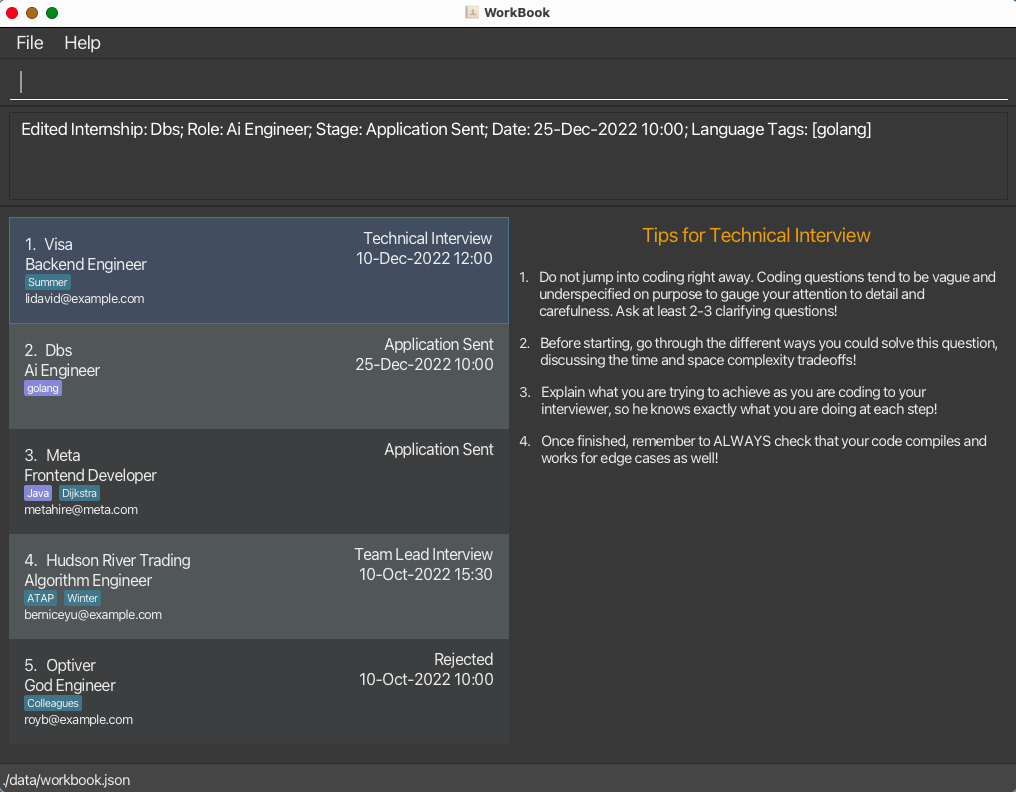 WorkBook
File Help
Edited Internship: Dbs; Role: Ai Engineer; Stage: Application Sent; Date: 25-Dec-2022 10:00; Language Tags: [golang]
1. Visa
Technical Interview
Backend Engineer
10-Dec-2022 12:00
Summer
lidavid@example.com
2. Dbs
Application Sent
Ai Engineer
25-Dec-2022 10:00
golang
3. Meta
Application Sent
Frontend Developer
Java Dijkstra
metahire@meta.com
4. Hudson River Trading
Team Lead Interview
Algorithm Engineer
10-Oct-2022 15:30
ATAP Winter
berniceyu@example.com
5. Optiver
Rejected
God Engineer
10-Oct-2022 10:00
Colleagues
royb@example.com
Tips for Technical Interview
1. Do not jump into coding right away. Coding questions tend to be vague and
underspecified on purpose to gauge your attention to detail and
carefulness. Ask at least 2-3 clarifying questions!
2. Before starting, go through the different ways you could solve this question,
discussing the time and space complexity tradeoffs!
3. Explain what you are trying to achieve as you are coding to your
interviewer, so he knows exactly what you are doing at each step!
4. Once finished, remember to ALWAYS check that your code compiles and
works for edge cases as well!
./data/workbook.json